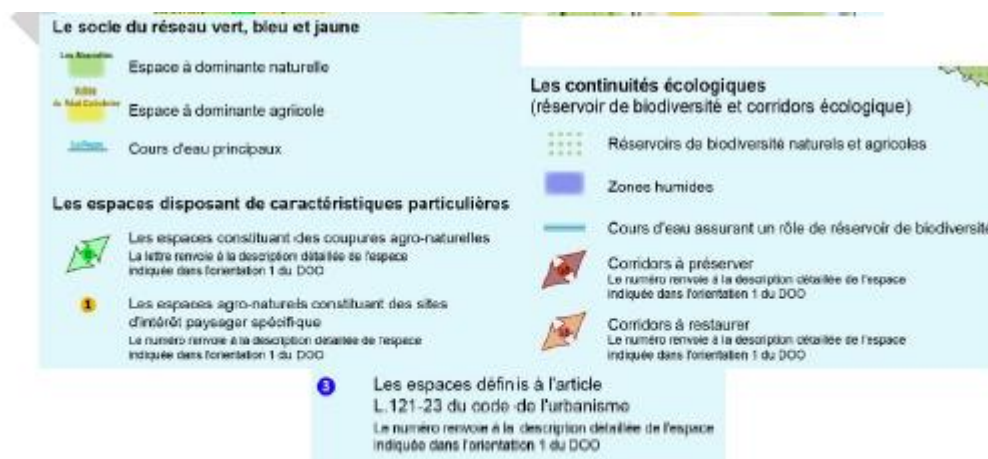 Le socle du réseau vert, bleu et jaune
Espace à dominante naturelle
Espace à dominante agricole
Cours d'eau principaux
Les espaces disposant de caractéristiques particulières
Les espaces constituant des coupures agro-naturelles
La lettre renvoie à la description détaillée de l'espace
indiquée dans l'orientation 1 du DOO
1
Les espaces agro-naturels constituant des sites
d'intérêt paysager spécifique
Le numéro renvoie à la description détaillée de l'espace
indiquée dans l'orientation 1 du DOO
Les continuités écologiques
(réservoir de biodiversité et corridors écologique)
Réservoirs de biodiversité naturels et agricoles
Zones humides
Cours d'eau assurant un rôle de réservoir de biodiversité
Corridors à préserver
Le numéro renvoie à la description détaillée de l'espace
indiquée dans l'orientation 1 du DOO
Corridors à restaurer
Le numéro renvoie à la description détaillée de l'espace
indiquée dans l'orientation 1 du DOO
3
Les espaces définis à l'article
L.121-23 du code de l'urbanisme
Le numéro renvoie à la description détaillée de l'espace
indiquée dans l'orientation 1 du DOO